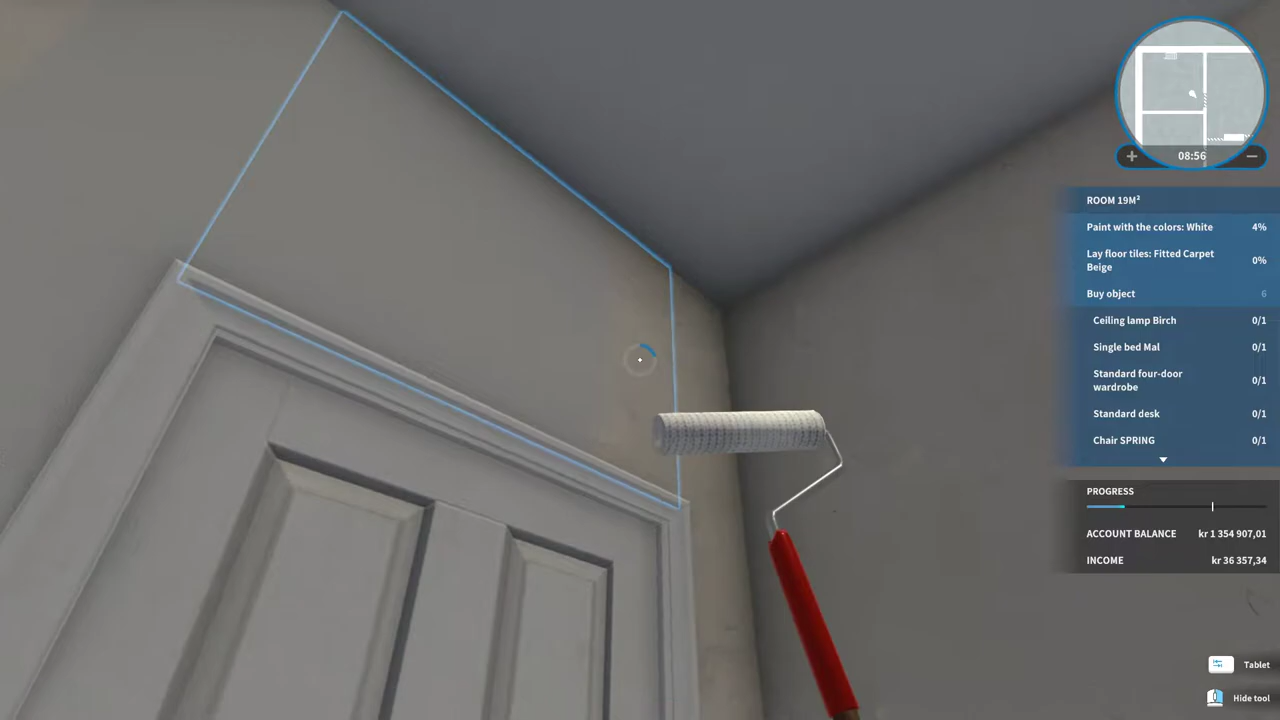 + 08:56 −
ROOM 19M²
Paint with the colors: White 4%
Lay floor tiles: Fitted Carpet
Beige 0%
Buy object 6
Ceiling lamp Birch 0/1
Single bed Mal 0/1
Standard four-door
wardrobe 0/1
Standard desk 0/1
Chair SPRING 0/1
PROGRESS
ACCOUNT BALANCE kr 1 354 907,01
INCOME kr 36 357,34
Tablet
Hide tool